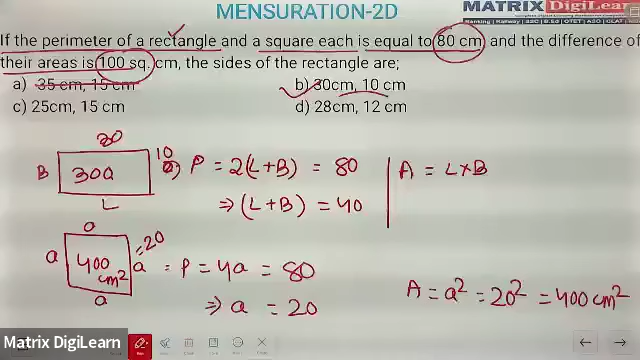 MENSURATION-2D
MATRIX DigiLearn
If the perimeter of a rectangle and a square each is equal to 80 cm and the difference of
their areas is 100 sq. cm, the sides of the rectangle are;
a) 35 cm, 15 cm
b) 30cm, 10 cm
c) 25cm, 15 cm
d) 28cm, 12 cm
30
10
B 300
L
P = 2(L+B) = 80
⇒ (L+B) = 40
A = L×B
a
a 400 cm² a =20
a
P = 4a = 80
⇒ a = 20
A = a² = 20² = 400 cm²
Matrix DigiLearn